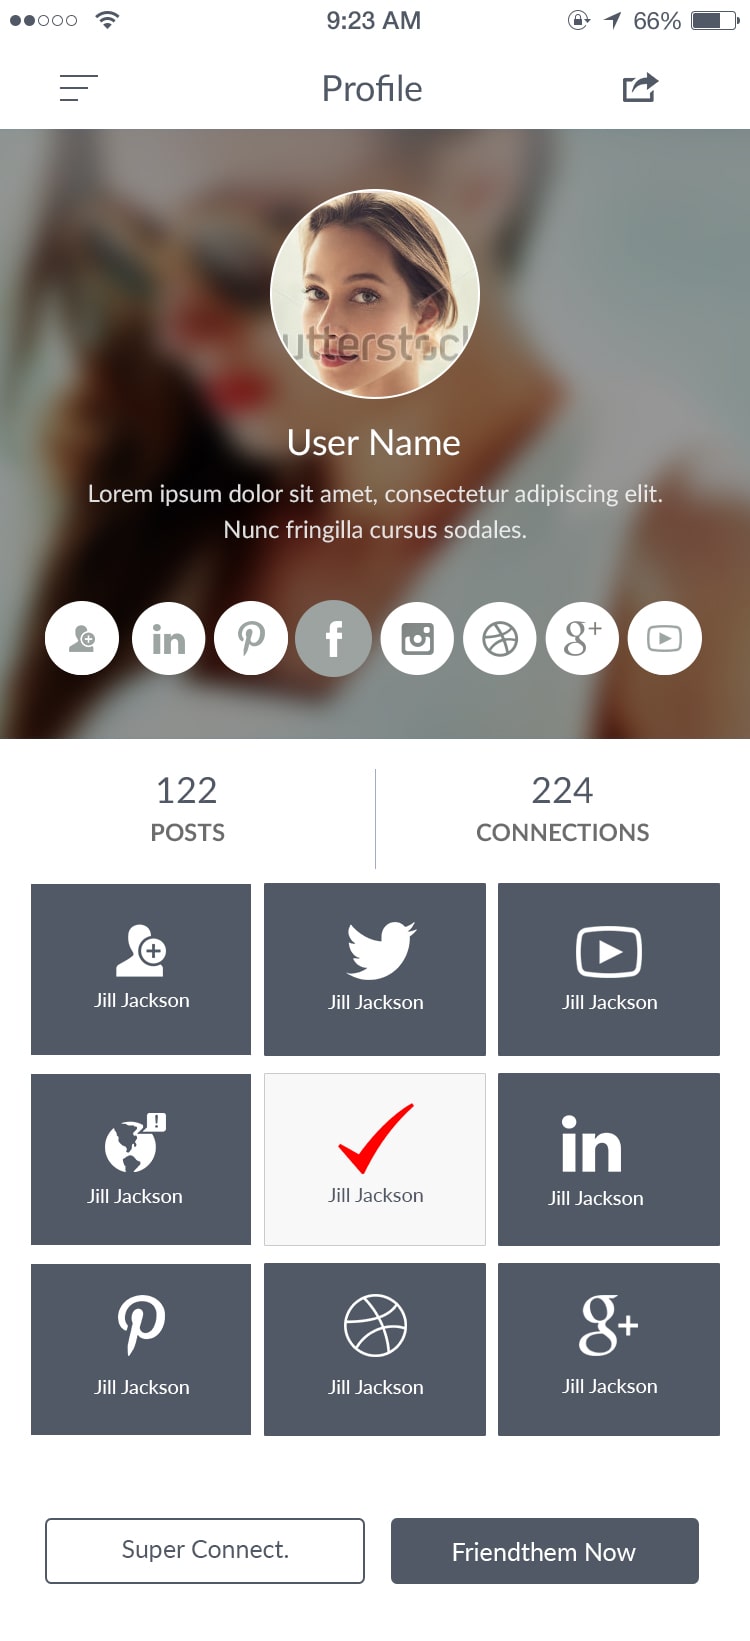 9:23 AM
66%
Profile
utterstock
User Name
Lorem ipsum dolor sit amet, consectetur adipiscing elit.
Nunc fringilla cursus sodales.
in
f
g+
122
POSTS
224
CONNECTIONS
Jill Jackson
Jill Jackson
Jill Jackson
!
Jill Jackson
Jill Jackson
in
Jill Jackson
Jill Jackson
Jill Jackson
g+
Jill Jackson
Super Connect.
Friendthem Now